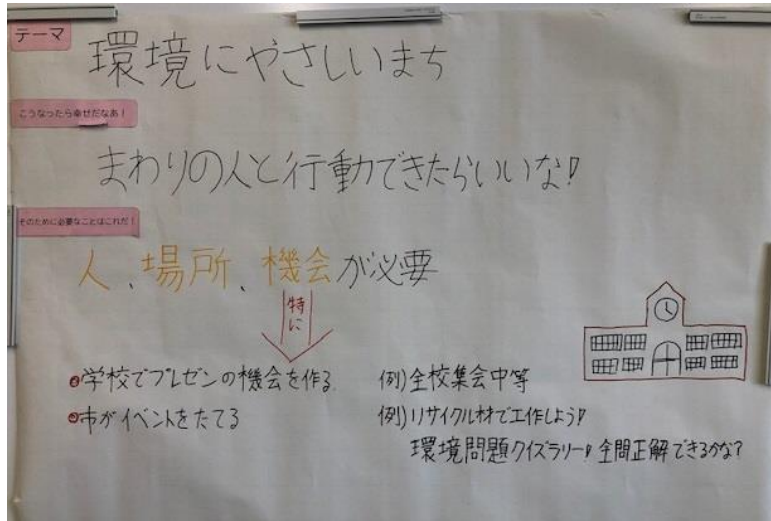 テーマ
環境にやさしいまち
こうなったら幸せだなあ！
まわりの人と行動できたらいいな！
そのために必要なことはこれだ！
人、場所、機会が必要
特に
学校でプレゼンの機会を作る 例)全校集会中等
市がイベントをたてる 例)リサイクル材で工作しよう！
環境問題クイズラリー！全問正解できるかな？